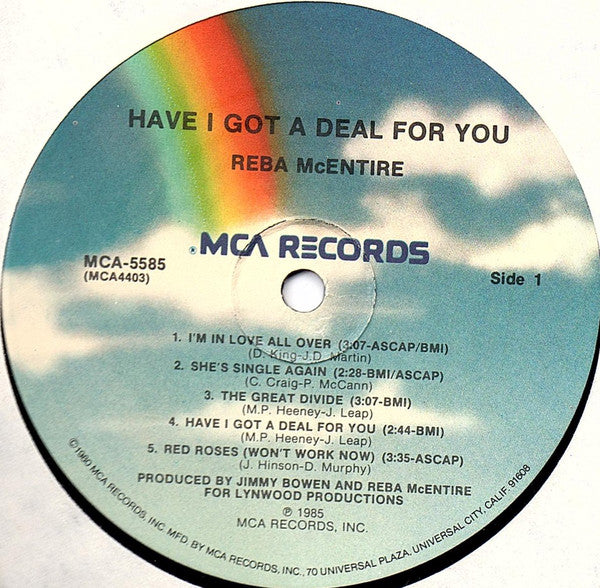 HAVE I GOT A DEAL FOR YOU
REBA McENTIRE
MCA RECORDS
MCA-5585
(MCA4403)
Side 1
1. I'M IN LOVE ALL OVER (3:07-ASCAP/BMI)
(D. King-J.D. Martin)
2. SHE'S SINGLE AGAIN (2:28-BMI/ASCAP)
(C. Craig-P. McCann)
3. THE GREAT DIVIDE (3:07-BMI)
(M.P. Heeney-J. Leap)
4. HAVE I GOT A DEAL FOR YOU (2:44-BMI)
(M.P. Heeney-J. Leap)
5. RED ROSES (WON'T WORK NOW) (3:35-ASCAP)
(J. Hinson-D. Murphy)
PRODUCED BY JIMMY BOWEN AND REBA McENTIRE
FOR LYNWOOD PRODUCTIONS
℗ 1985
MCA RECORDS, INC.
©1980 MCA RECORDS, INC. MFD. BY MCA RECORDS, INC., 70 UNIVERSAL PLAZA, UNIVERSAL CITY, CALIF. 91608